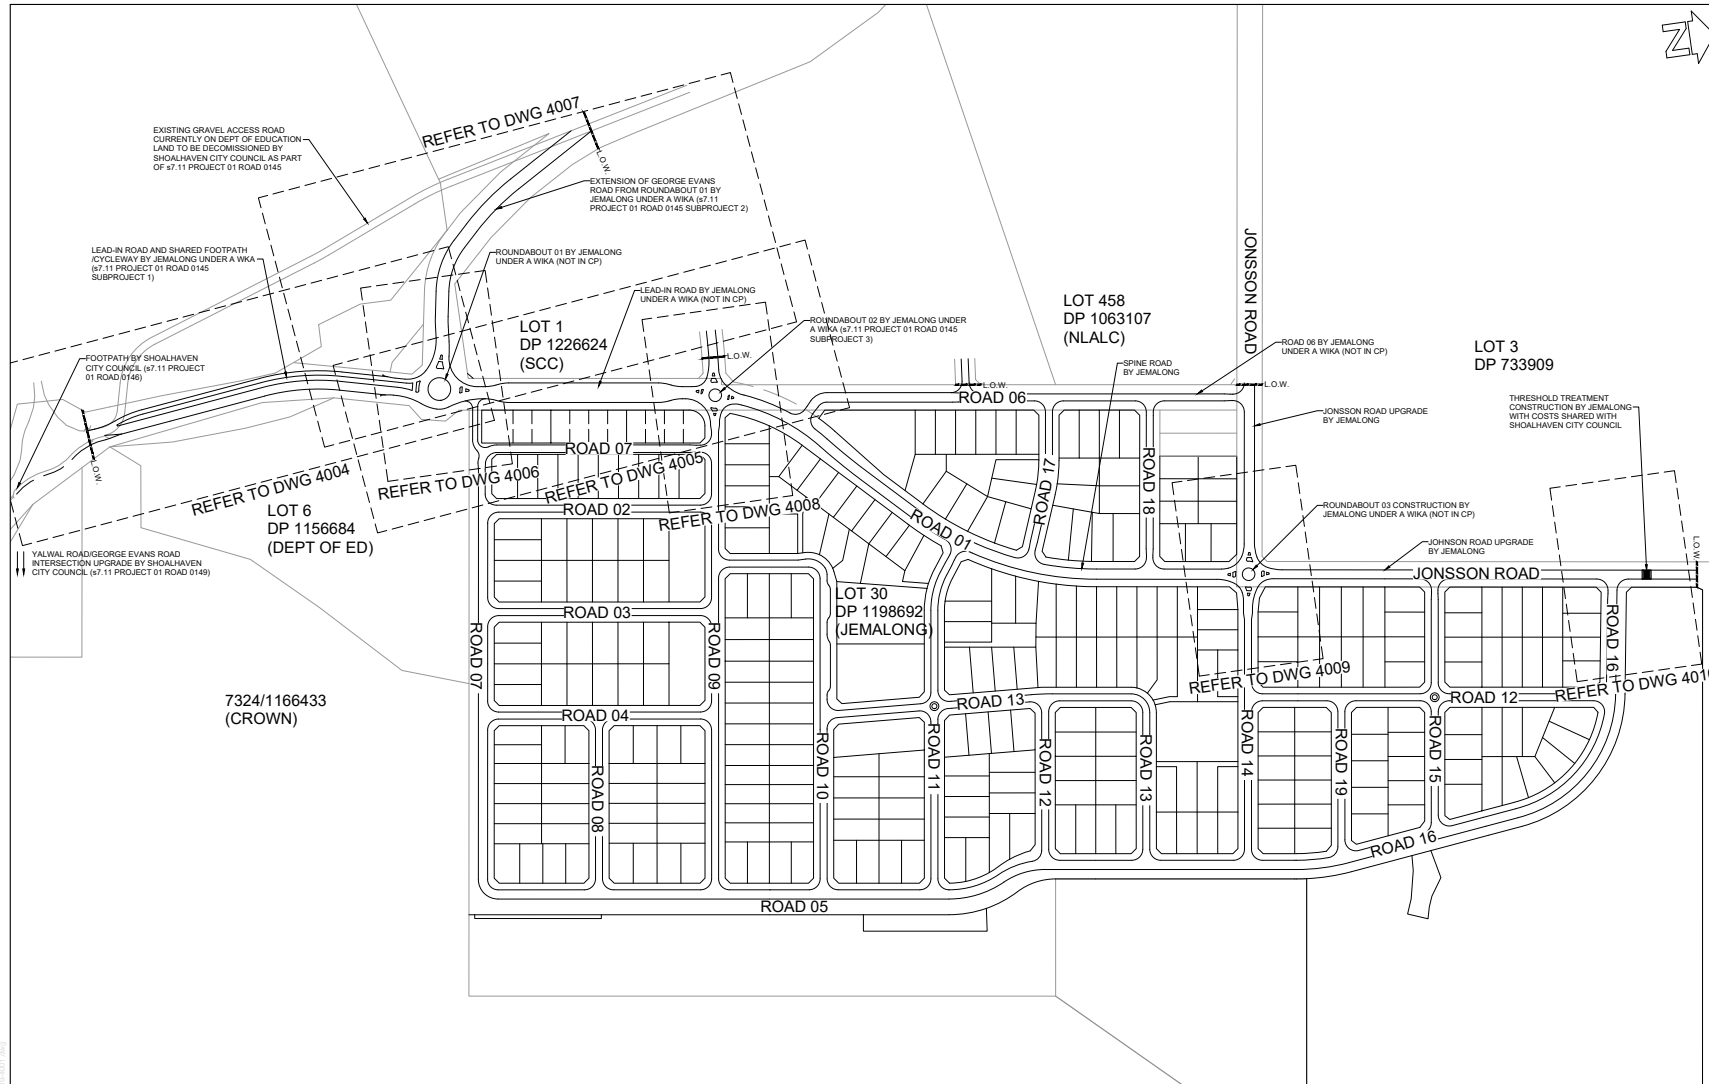 N
REFER TO DWG 4007
EXISTING GRAVEL ACCESS ROAD
CURRENTLY ON DEPT OF EDUCATION
LAND TO BE DECOMISSIONED BY
SHOALHAVEN CITY COUNCIL AS PART
OF s7.11 PROJECT 01 ROAD 0145
L.O.W.
EXTENSION OF GEORGE EVANS
ROAD FROM ROUNDABOUT 01 BY
JEMALONG UNDER A WIKA (s7.11
PROJECT 01 ROAD 0145 SUBPROJECT 2)
LEAD-IN ROAD AND SHARED FOOTPATH
/CYCLEWAY BY JEMALONG UNDER A WKA
(s7.11 PROJECT 01 ROAD 0145
SUBPROJECT 1)
ROUNDABOUT 01 BY JEMALONG
UNDER A WIKA (NOT IN CP)
LEAD-IN ROAD BY JEMALONG
UNDER A WIKA (NOT IN CP)
JONSSON ROAD
LOT 458
DP 1063107
(NLALC)
LOT 1
DP 1226624
(SCC)
ROUNDABOUT 02 BY JEMALONG UNDER
A WIKA (s7.11 PROJECT 01 ROAD 0145
SUBPROJECT 3)
L.O.W.
FOOTPATH BY SHOALHAVEN
CITY COUNCIL (s7.11 PROJECT
01 ROAD 0146)
SPINE ROAD
BY JEMALONG
ROAD 06 BY JEMALONG
UNDER A WIKA (NOT IN CP)
LOT 3
DP 733909
L.O.W.
L.O.W.
ROAD 06
JONSSON ROAD UPGRADE
BY JEMALONG
THRESHOLD TREATMENT
CONSTRUCTION BY JEMALONG
WITH COSTS SHARED WITH
SHOALHAVEN CITY COUNCIL
ROAD 07
L.O.W.
REFER TO DWG 4004
REFER TO DWG 4006
REFER TO DWG 4005
REFER TO DWG 4008
ROAD 02
ROAD 17
ROAD 18
ROAD 01
LOT 6
DP 1156684
(DEPT OF ED)
ROUNDABOUT 03 CONSTRUCTION BY
JEMALONG UNDER A WIKA (NOT IN CP)
JOHNSON ROAD UPGRADE
BY JEMALONG
L.O.W.
YALWAL ROAD/GEORGE EVANS ROAD
INTERSECTION UPGRADE BY SHOALHAVEN
CITY COUNCIL (s7.11 PROJECT 01 ROAD 0149)
JONSSON ROAD
LOT 30
DP 1198692
(JEMALONG)
ROAD 03
ROAD 07
ROAD 09
ROAD 16
REFER TO DWG 4009
REFER TO DWG 4010
7324/1166433
(CROWN)
ROAD 04
ROAD 13
ROAD 12
ROAD 08
ROAD 10
ROAD 11
ROAD 12
ROAD 13
ROAD 14
ROAD 19
ROAD 15
ROAD 16
ROAD 05